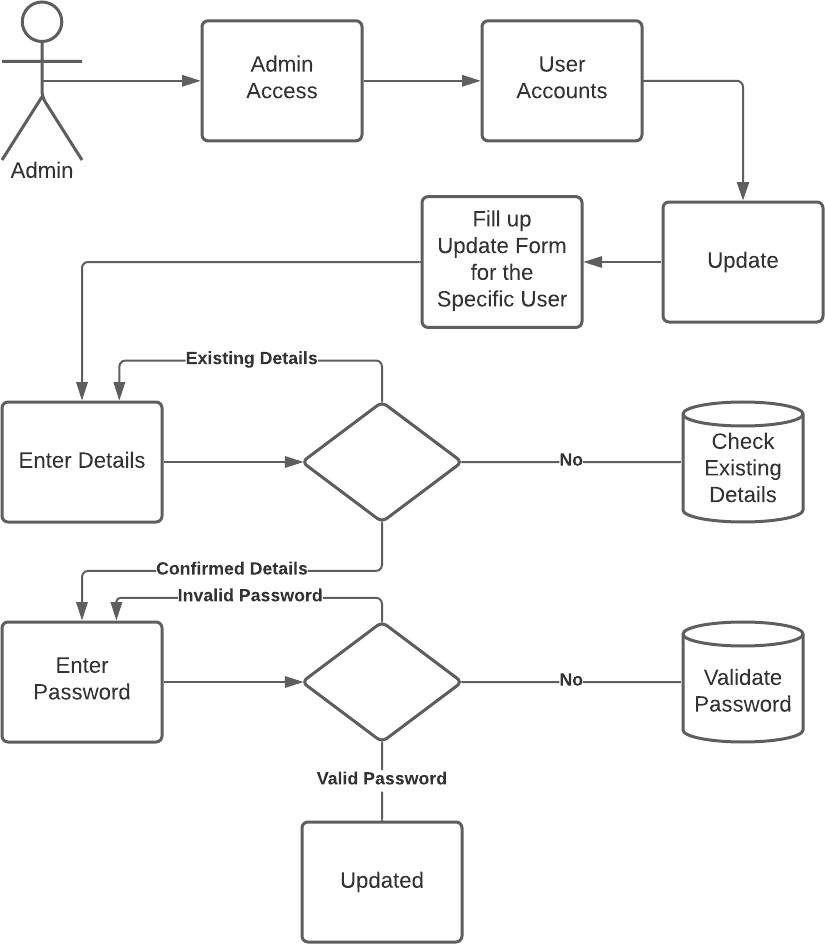 Admin
Admin
Access
User
Accounts
Update
Fill up
Update Form
for the
Specific User
Existing Details
Enter Details
No
Check
Existing
Details
Confirmed Details
Invalid Password
Enter
Password
No
Validate
Password
Valid Password
Updated